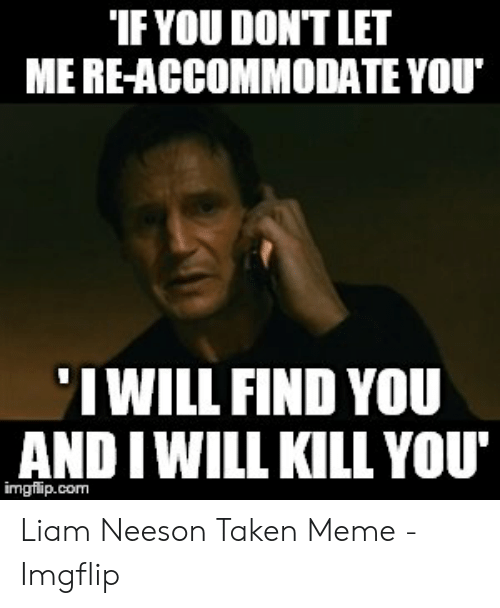 'IF YOU DON'T LET
ME RE-ACCOMMODATE YOU'
'I WILL FIND YOU
AND I WILL KILL YOU'
imgflip.com
Liam Neeson Taken Meme -
Imgflip